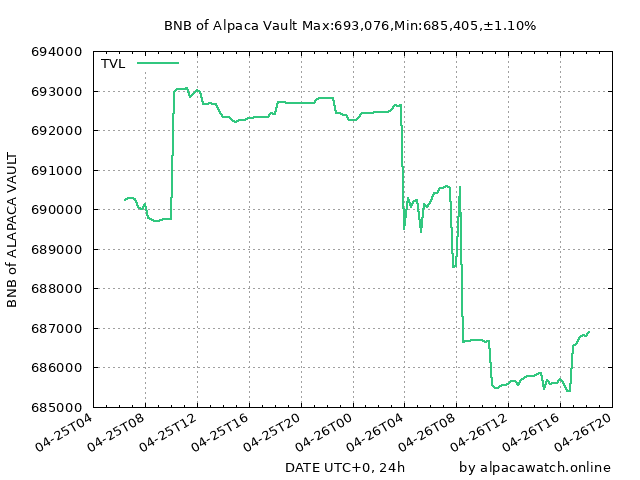 BNB of Alpaca Vault Max:693,076,Min:685,405,±1.10%
TVL
BNB of ALAPACA VAULT
694000
693000
692000
691000
690000
689000
688000
687000
686000
685000
04-25T04
04-25T08
04-25T12
04-25T16
04-25T20
04-26T00
04-26T04
04-26T08
04-26T12
04-26T16
04-26T20
DATE UTC+0, 24h
by alpacawatch.online